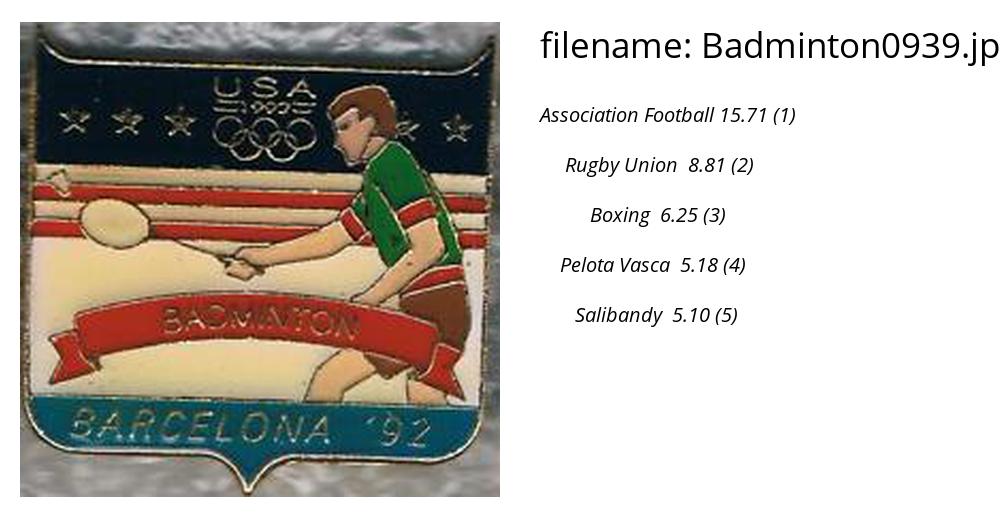 USA
1992
BADMINTON
BARCELONA '92
filename: Badminton0939.jp
Association Football 15.71 (1)
Rugby Union 8.81 (2)
Boxing 6.25 (3)
Pelota Vasca 5.18 (4)
Salibandy 5.10 (5)